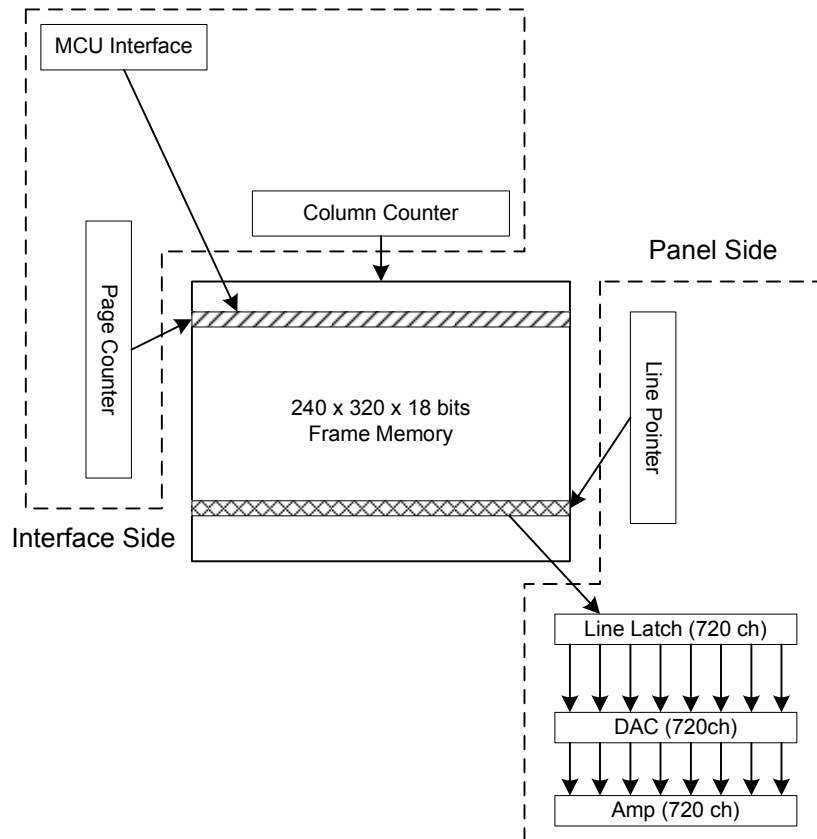 MCU Interface
Column Counter
Panel Side
Page Counter
Line Pointer
240 x 320 x 18 bits
Frame Memory
Interface Side
Line Latch (720 ch)
DAC (720ch)
Amp (720 ch)